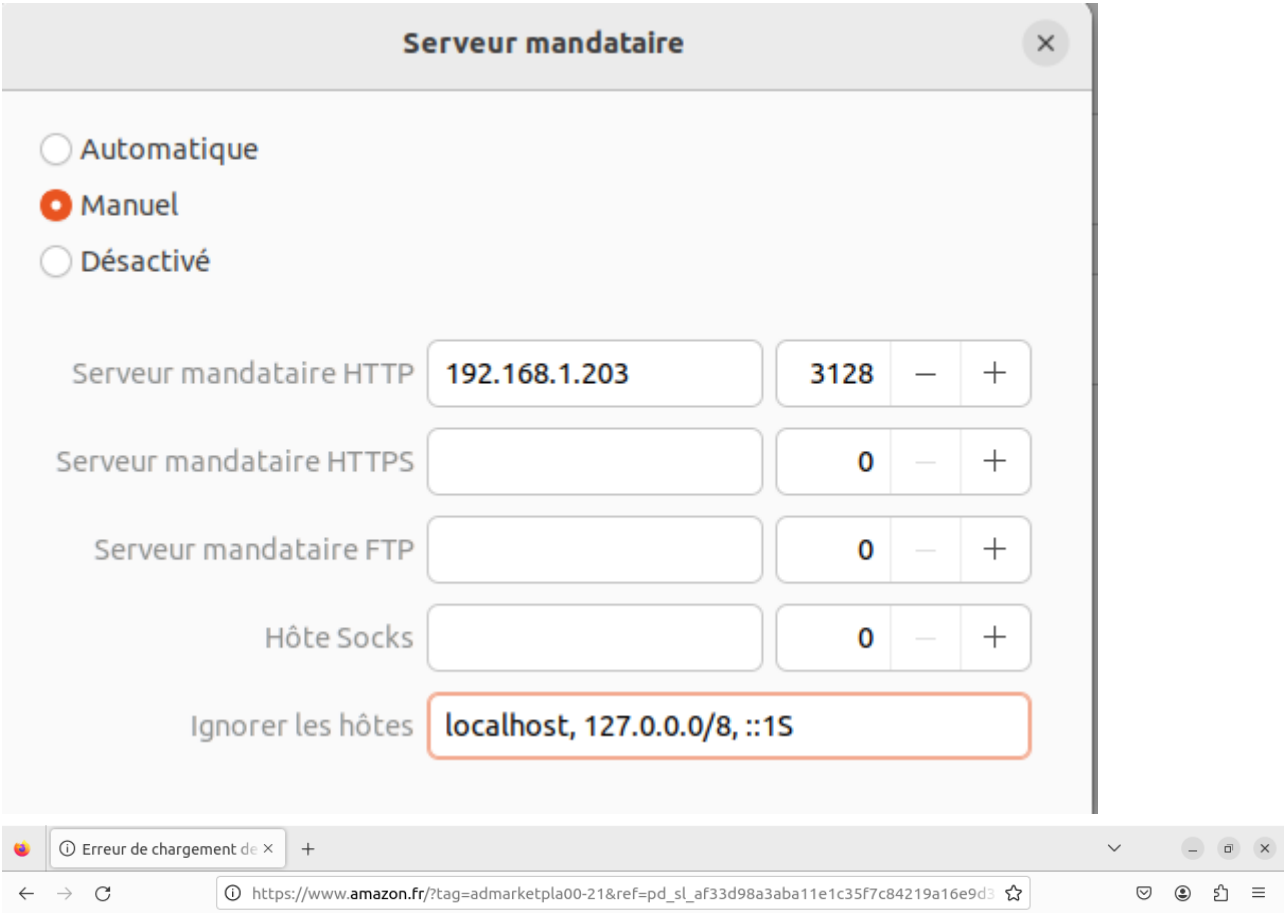 Serveur mandataire
Automatique
Manuel
Désactivé
Serveur mandataire HTTP 192.168.1.203 3128 — +
Serveur mandataire HTTPS 0 — +
Serveur mandataire FTP 0 — +
Hôte Socks 0 — +
Ignorer les hôtes localhost, 127.0.0.0/8, ::1S
Erreur de chargement de
https://www.amazon.fr/?tag=admarketpla00-21&ref=pd_sl_af33d98a3aba11e1c35f7c84219a16e9d3